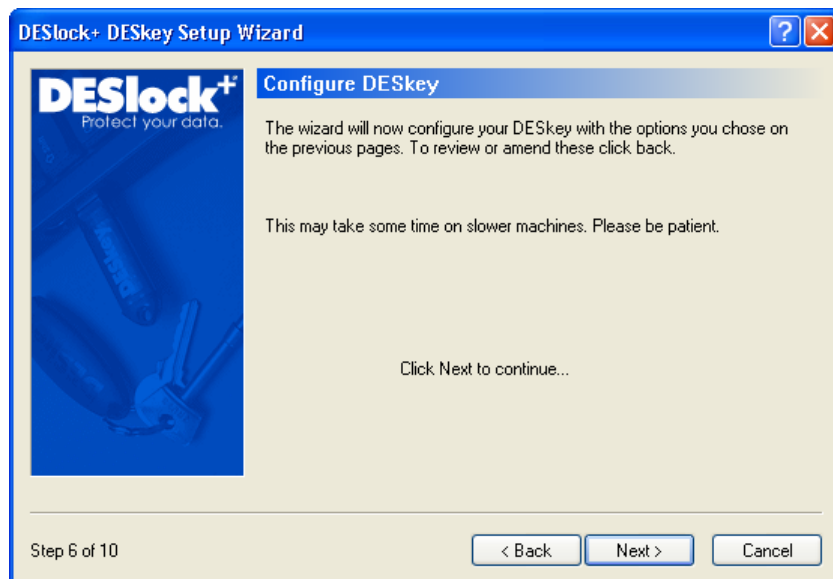 DESlock+ DESkey Setup Wizard
?
X
DESlock+
Protect your data.
DESkey
Configure DESkey
The wizard will now configure your DESkey with the options you chose on
the previous pages. To review or amend these click back.
This may take some time on slower machines. Please be patient.
Click Next to continue...
Step 6 of 10
< Back
Next >
Cancel